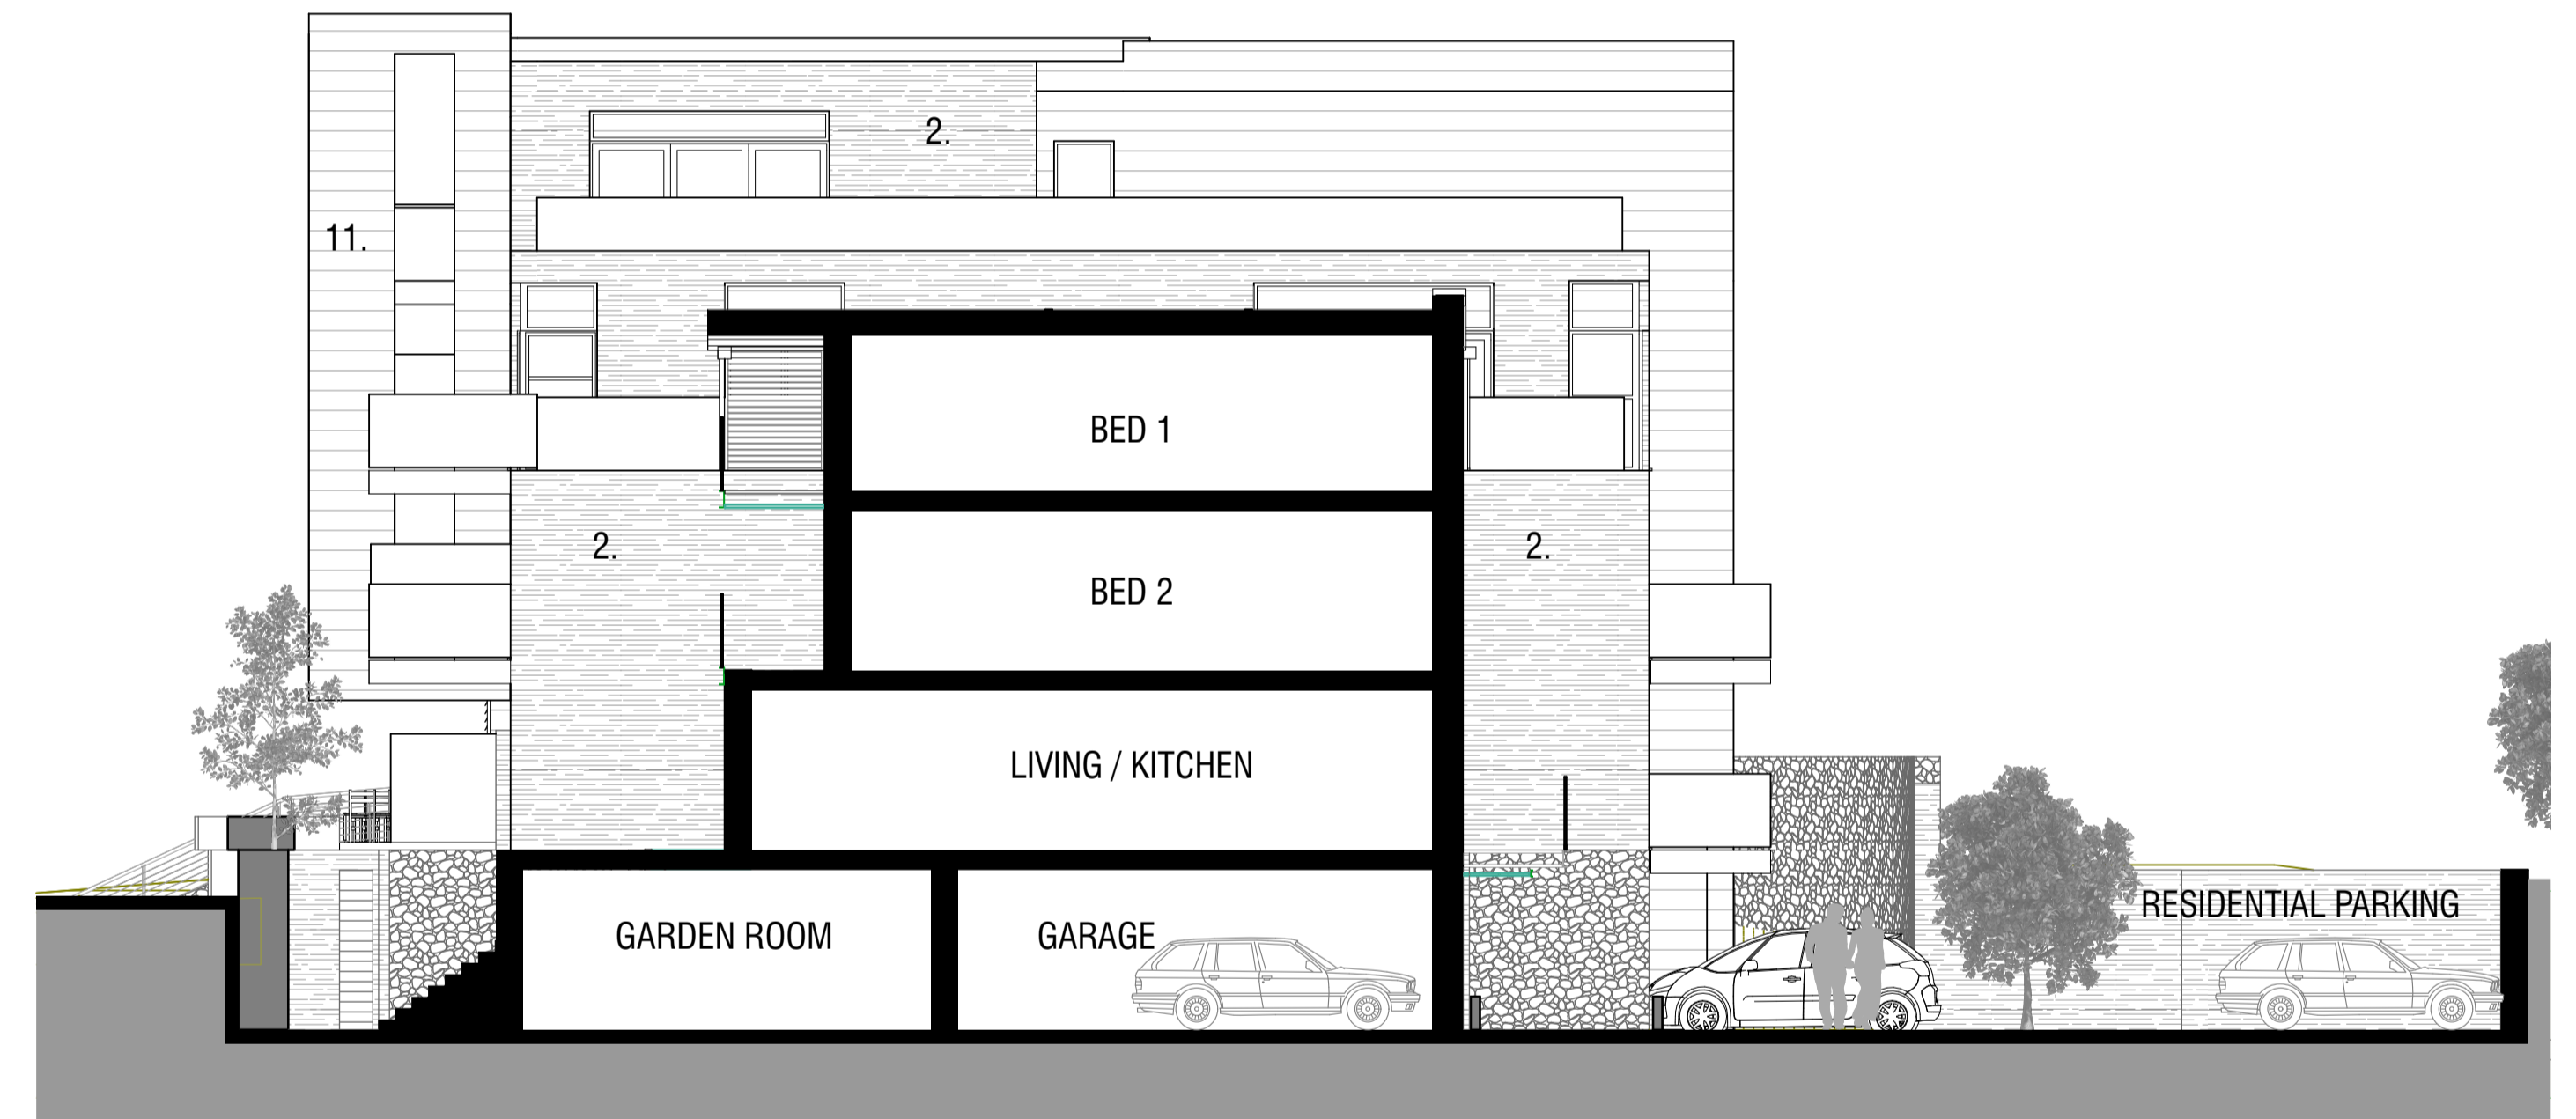 2.
11.
BED 1
2.
2.
BED 2
LIVING / KITCHEN
RESIDENTIAL PARKING
GARDEN ROOM
GARAGE